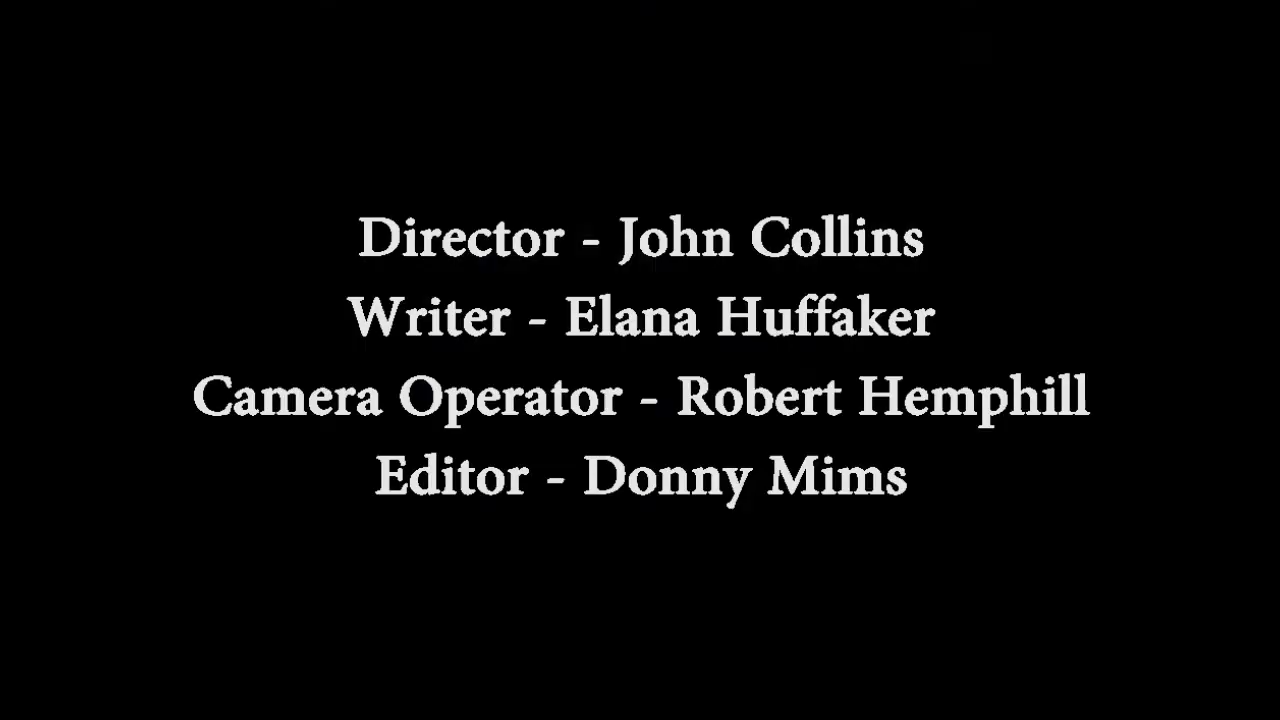 Director - John Collins
Writer - Elana Huffaker
Camera Operator - Robert Hemphill
Editor - Donny Mims